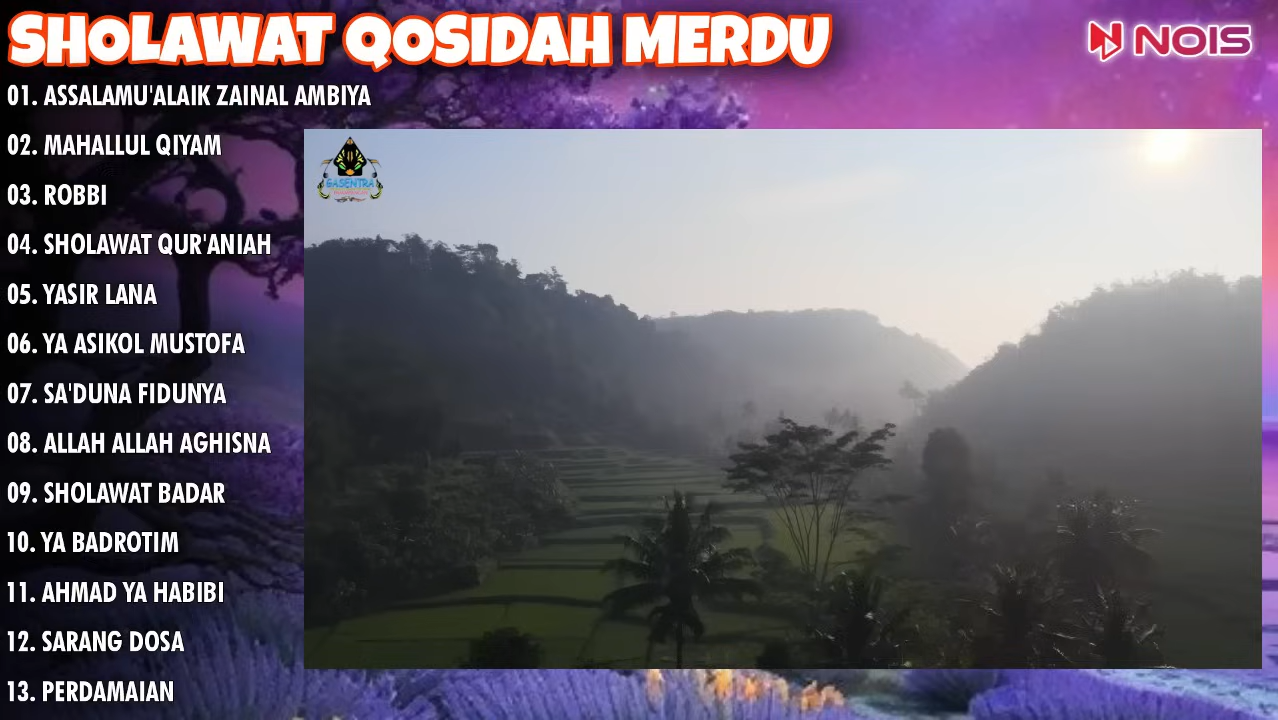 SHOLAWAT QOSIDAH MERDU
NOIS
01. ASSALAMU'ALAIK ZAINAL AMBIYA
02. MAHALLUL QIYAM
03. ROBBI
04. SHOLAWAT QUR'ANIAH
05. YASIR LANA
06. YA ASIKOL MUSTOFA
07. SA'DUNA FIDUNYA
08. ALLAH ALLAH AGHISNA
09. SHOLAWAT BADAR
10. YA BADROTIM
11. AHMAD YA HABIBI
12. SARANG DOSA
13. PERDAMAIAN
GASENTRA